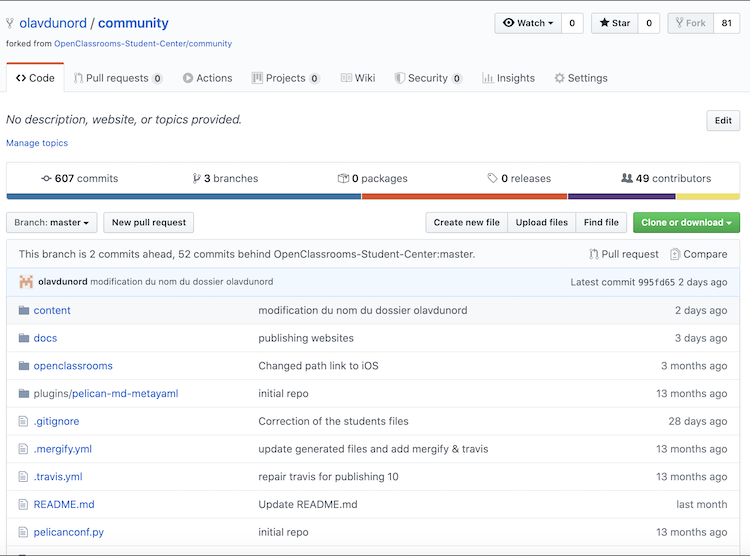 olavdunord / community
Watch 0 Star 0 Fork 81
forked from OpenClassrooms-Student-Center/community
Code Pull requests 0 Actions Projects 0 Wiki Security 0 Insights Settings
No description, website, or topics provided. Edit
Manage topics
607 commits 3 branches 0 packages 0 releases 49 contributors
Branch: master New pull request Create new file Upload files Find file Clone or download
This branch is 2 commits ahead, 52 commits behind OpenClassrooms-Student-Center:master. Pull request Compare
olavdunord modification du nom du dossier olavdunord Latest commit 995fd65 2 days ago
content modification du nom du dossier olavdunord 2 days ago
docs publishing websites 3 days ago
openclassrooms Changed path link to iOS 3 months ago
plugins/pelican-md-metayaml initial repo 13 months ago
.gitignore Correction of the students files 28 days ago
.mergify.yml update generated files and add mergify & travis 13 months ago
.travis.yml repair travis for publishing 10 13 months ago
README.md Update README.md last month
pelicanconf.py initial repo 13 months ago